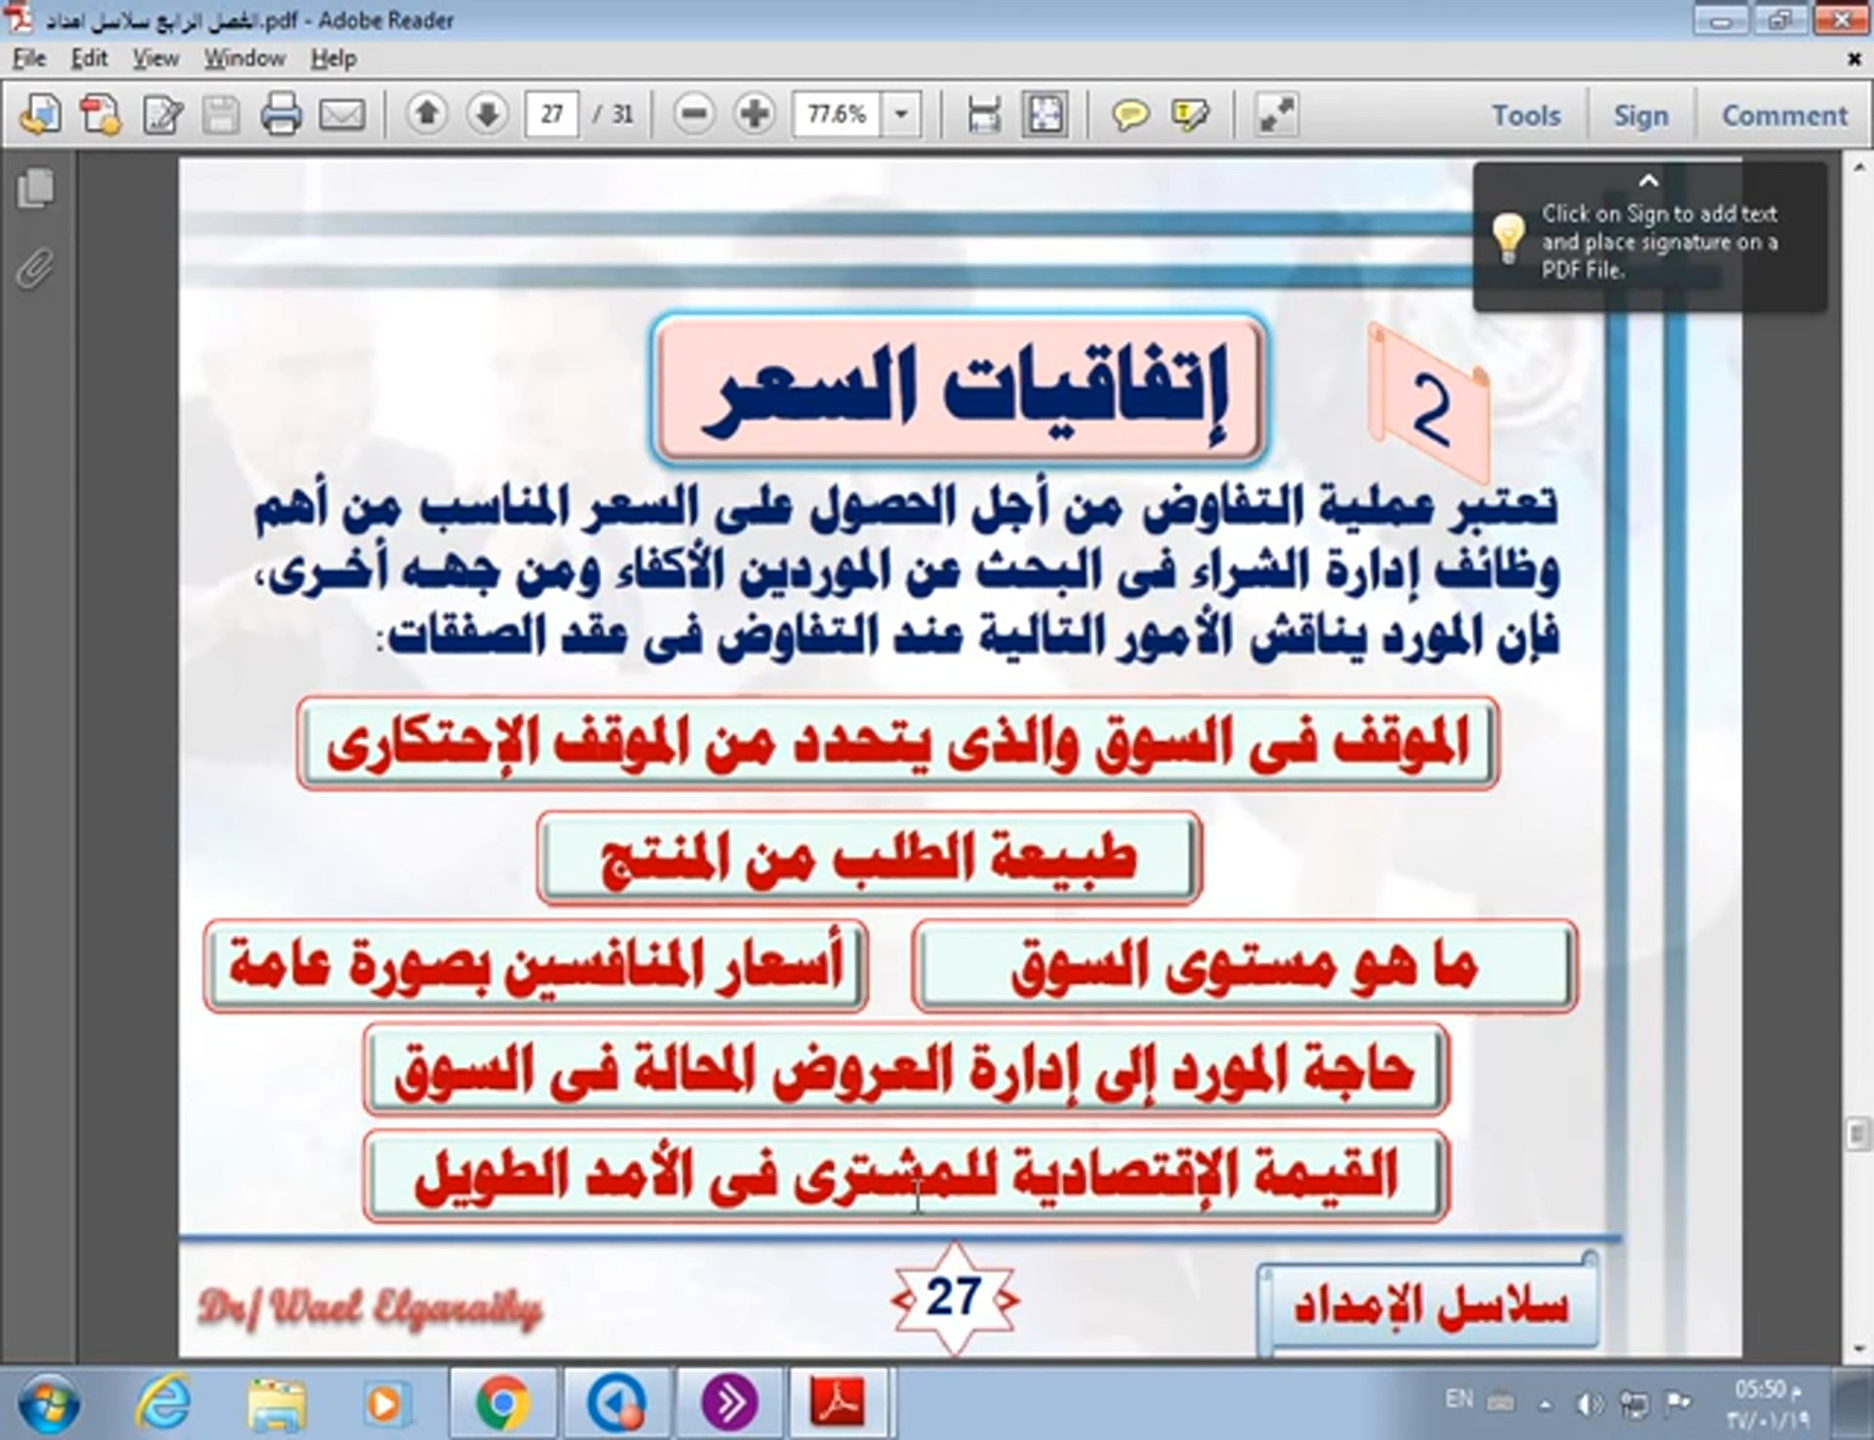 الفصل الرابع سلاسل امداد.pdf - Adobe Reader
File Edit View Window Help
27 / 31 77.6% Tools Sign Comment
Click on Sign to add text
and place signature on a
PDF File.
2
إتفاقيات السعر
تعتبر عملية التفاوض من أجل الحصول على السعر المناسب من أهم
وظائف إدارة الشراء فى البحث عن الموردين الأكفاء ومن جهه أخرى،
فإن المورد يناقش الأمور التالية عند التفاوض فى عقد الصفقات:
الموقف فى السوق والذى يتحدد من الموقف الإحتكارى
طبيعة الطلب من المنتج
ما هو مستوى السوق
أسعار المنافسين بصورة عامة
حاجة المورد إلى إدارة العروض المحالة فى السوق
القيمة الإقتصادية للمشترى فى الأمد الطويل
سلاسل الإمداد
27
Dr/Wael Elgaraihy
EN
05:50 م
٣٧/٠١/١٩